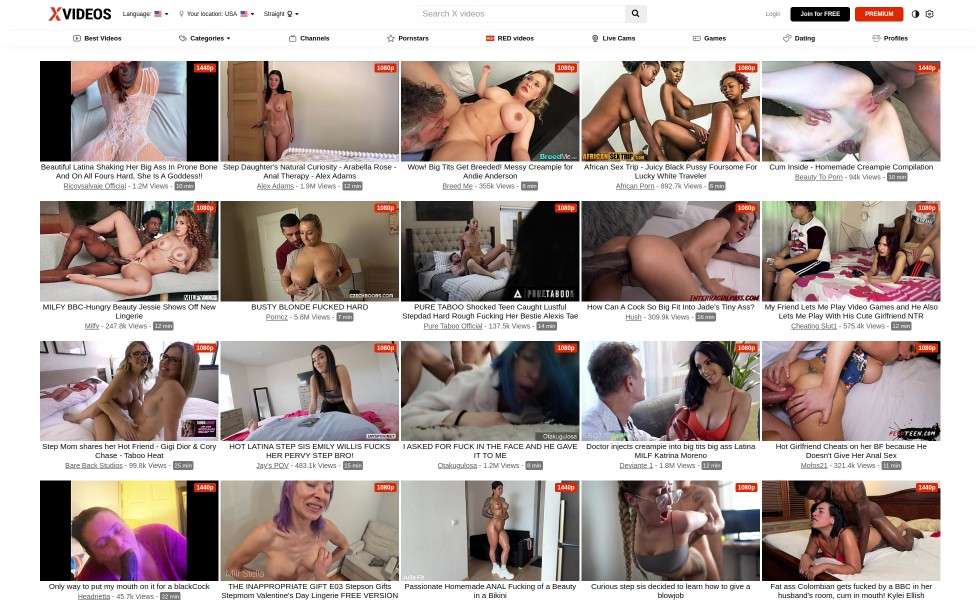 XVIDEOS
Language:
Your location: USA
Straight
Search X videos
Login
Join for FREE
PREMIUM
Best Videos
Categories
Channels
Pornstars
RED videos
Live Cams
Games
Dating
Profiles
1440p
1080p
1080p
1080p
1440p
BreedMe
AFRICAN SEXTRIP.com
Beautiful Latina Shaking Her Big Ass In Prone Bone
And On All Fours Hard, She Is A Goddess!!
Ricoysalvaje Official - 1.2M Views - 10 min
Step Daughter's Natural Curiosity - Arabella Rose -
Anal Therapy - Alex Adams
Alex Adams - 1.9M Views - 12 min
Wow! Big Tits Get Breeded! Messy Creampie for
Andie Anderson
Breed Me - 355k Views - 8 min
African Sex Trip - Juicy Black Pussy Foursome For
Lucky White Traveler
African Porn - 892.7k Views - 6 min
Cum Inside - Homemade Creampie Compilation
Beauty To Porn - 94k Views - 10 min
1080p
1080p
1080p
1080p
1080p
MILFY
PURETABOO
INTERRACIALPASS.COM
MILFY BBC-Hungry Beauty Jessie Shows Off New
Lingerie
Milfy - 247.8k Views - 12 min
BUSTY BLONDE FUCKED HARD
Porncz - 5.8M Views - 7 min
PURE TABOO Shocked Teen Caught Lustful
Stepdad Hard Rough Fucking Her Bestie Alexis Tae
Pure Taboo Official - 137.5k Views - 14 min
How Can A Cock So Big Fit Into Jade's Tiny Ass?
Hush - 309.9k Views - 16 min
My Friend Lets Me Play Video Games and He Also
Lets Me Play With His Cute Girlfriend NTR
Cheating Slut1 - 575.4k Views - 12 min
1080p
1080p
1080p
1080p
1080p
JAYSPOV.NET
Otakugulosa
Step Mom shares her Hot Friend - Gigi Dior & Cory
Chase - Taboo Heat
Bare Back Studios - 99.8k Views - 25 min
HOT LATINA STEP SIS EMILY WILLIS FUCKS
HER PERVY STEP BRO!
Jay's POV - 483.1k Views - 15 min
I ASKED FOR FUCK IN THE FACE AND HE GAVE
IT TO ME
Otakugulosa - 1.2M Views - 8 min
Doctor injects creampie into big tits big ass Latina
MILF Katrina Moreno
Deviante 1 - 1.8M Views - 12 min
Hot Girlfriend Cheats on her BF because He
Doesn't Give Her Anal Sex
Mofos21 - 321.4k Views - 11 min
1440p
1080p
1440p
1080p
1440p
Milf Stella
Only way to put my mouth on it for a blackCock
Headrietta - 45.7k Views - 22 min
THE INAPPROPRIATE GIFT E03 Stepson Gifts
Stepmom Valentine's Day Lingerie FREE VERSION
Passionate Homemade ANAL Fucking of a Beauty
in a Bikini
Curious step sis decided to learn how to give a
blowjob
Fat ass Colombian gets fucked by a BBC in her
husband's room, cum in mouth! Kylei Ellish